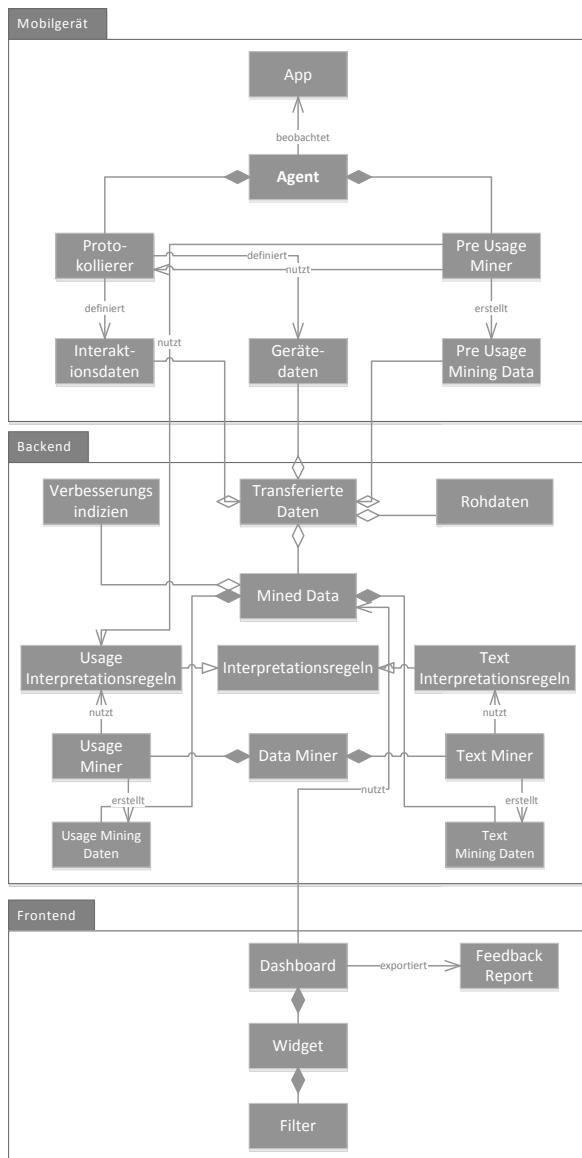 Mobilgerät
App
beobachtet
Agent
Proto-
kollierer
definiert
nutzt
Pre Usage
Miner
definiert
erstellt
Interakt-
ionsdaten
nutzt
Geräte-
daten
Pre Usage
Mining Data
Backend
Verbesserungs
indizien
Transferierte
Daten
Rohdaten
Mined Data
Usage
Interpretationsregeln
Interpretationsregeln
Text
Interpretationsregeln
nutzt
nutzt
Usage
Miner
Data Miner
Text Miner
erstellt
nutzt
erstellt
Usage Mining
Daten
Text
Mining Daten
Frontend
Dashboard
exportiert
Feedback
Report
Widget
Filter